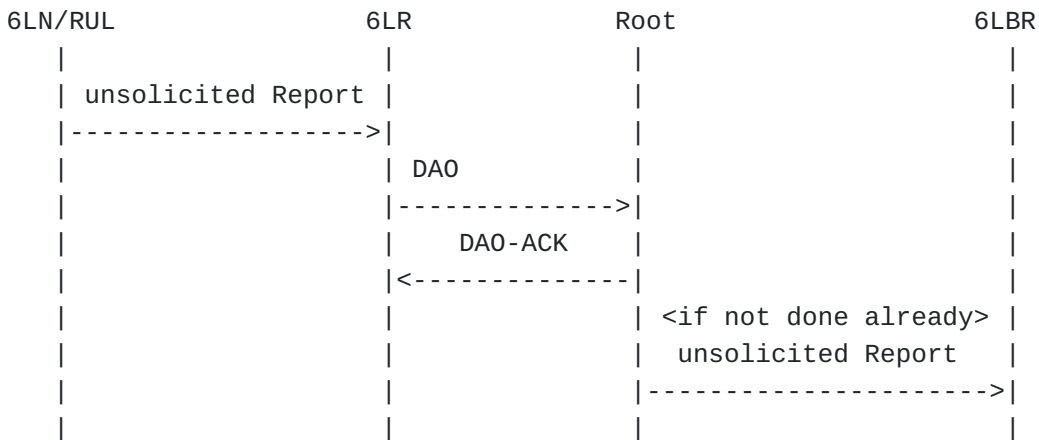 6LN/RUL 6LR Root 6LBR
unsolicited Report
DAO
DAO-ACK
<if not done already>
unsolicited Report